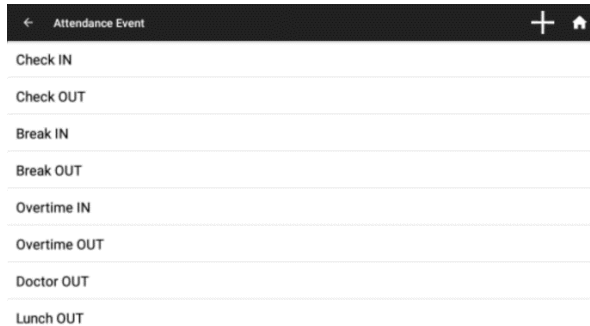 Attendance Event
Check IN
Check OUT
Break IN
Break OUT
Overtime IN
Overtime OUT
Doctor OUT
Lunch OUT